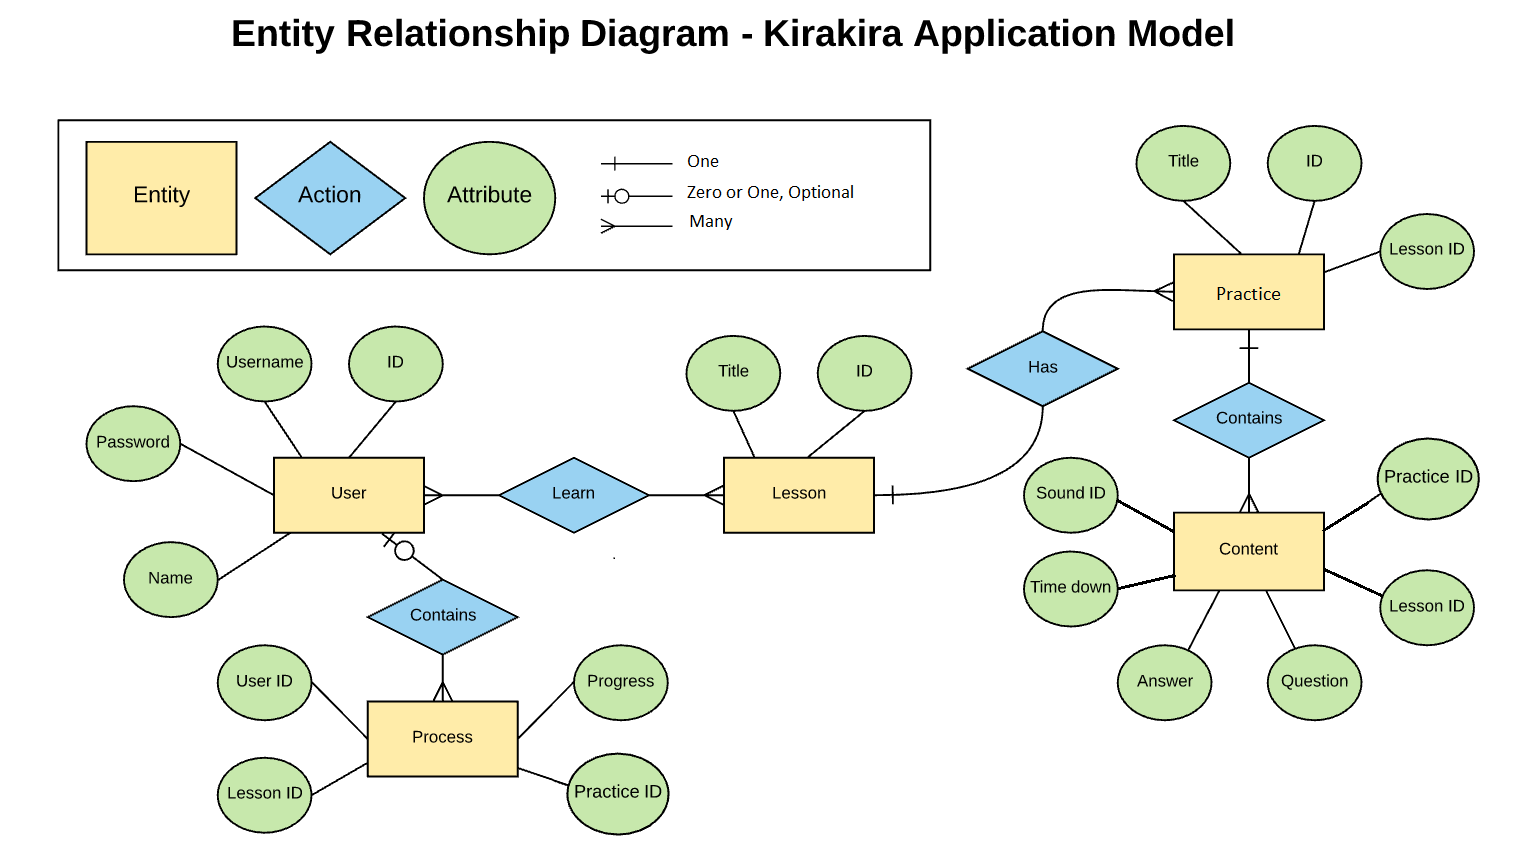 Entity Relationship Diagram - Kirakira Application Model
Entity
Action
Attribute
One
Zero or One, Optional
Many
Title
ID
Lesson ID
Practice
Has
Contains
Username
ID
Password
User
Name
Learn
Title
ID
Lesson
Sound ID
Practice ID
Content
Time down
Lesson ID
Answer
Question
Contains
User ID
Progress
Process
Lesson ID
Practice ID